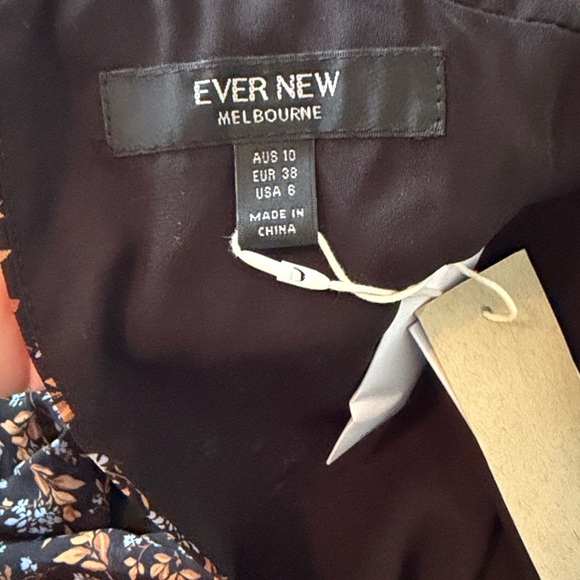 EVER NEW
MELBOURNE
AUS 10
EUR 38
USA 6
MADE IN
CHINA